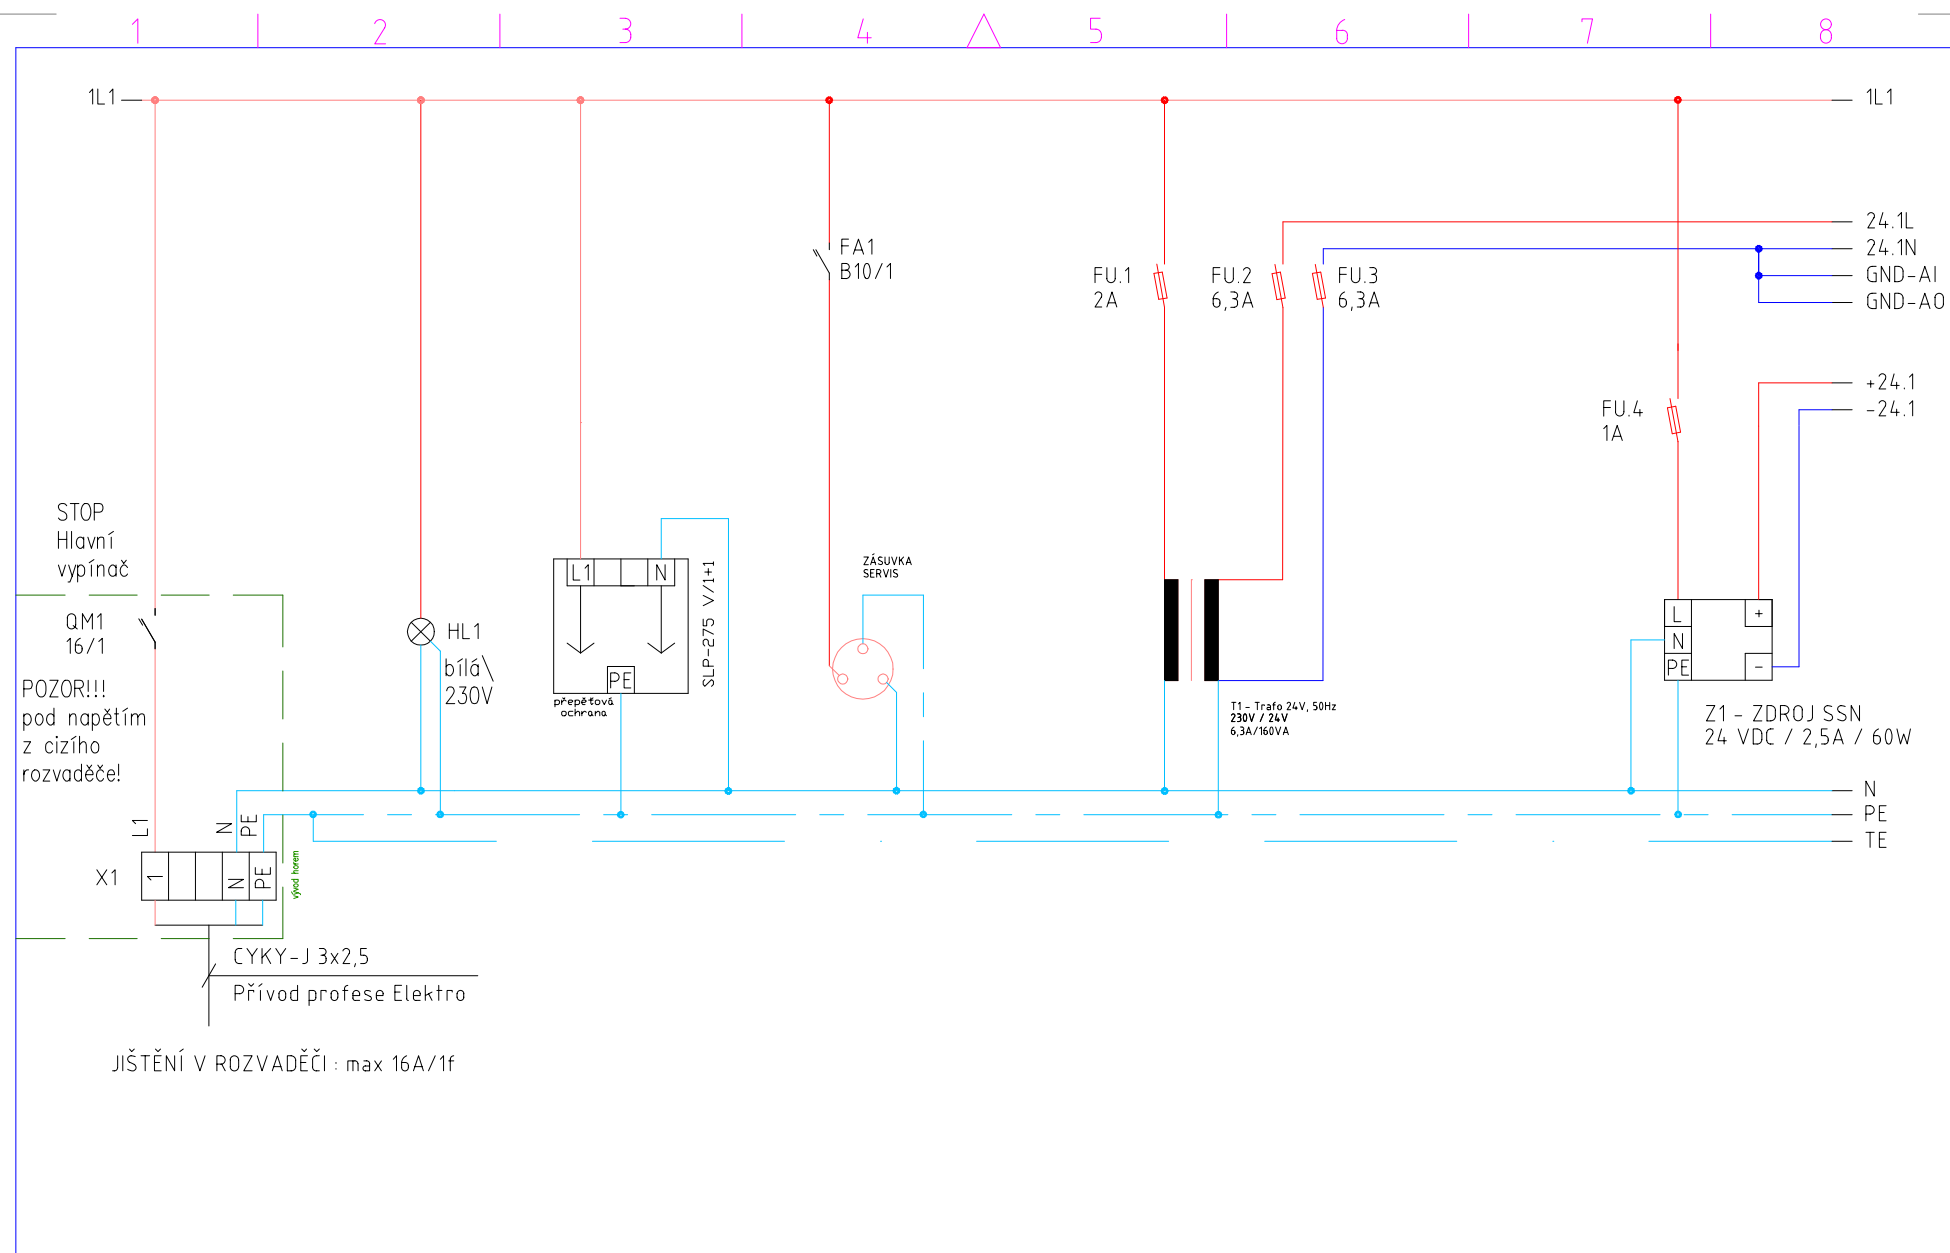 1 2 3 4 5 6 7 8
1L1
1L1
24.1L
24.1N
GND-AI
GND-AO
FA1
B10/1
FU.1
2A
FU.2
6,3A
FU.3
6,3A
+24.1
-24.1
FU.4
1A
STOP
Hlavní
vypínač
QM1
16/1
POZOR!!!
pod napětím
z cizího
rozvaděče!
HL1
bílá\
230V
L1
N
PE
SLP-275 V/1+1
přepěťová
ochrana
ZÁSUVKA
SERVIS
T1 - Trafo 24V, 50Hz
230V / 24V
6,3A/160VA
L
N
PE
+
-
Z1 - ZDROJ SSN
24 VDC / 2,5A / 60W
N
PE
TE
L1
N
PE
X1
1
N
PE
vývod horem
CYKY-J 3x2,5
Přívod profese Elektro
JIŠTĚNÍ V ROZVADĚČI : max 16A/1f